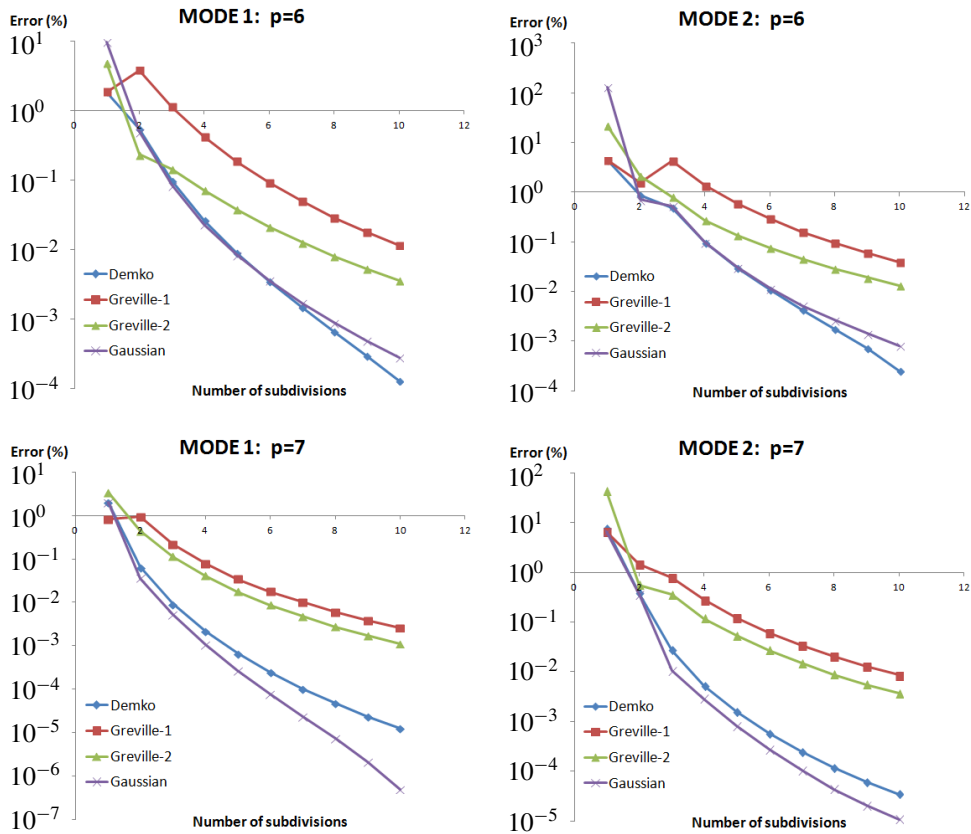 MODE 1: p=6
Error (%)
10^1
10^0
10^−1
10^−2
10^−3
10^−4
0 2 4 6 8 10 12
Demko
Greville-1
Greville-2
Gaussian
Number of subdivisions
MODE 2: p=6
Error (%)
10^3
10^2
10^1
10^0
10^−1
10^−2
10^−3
10^−4
0 2 4 6 8 10 12
Demko
Greville-1
Greville-2
Gaussian
Number of subdivisions
MODE 1: p=7
Error (%)
10^1
10^0
10^−1
10^−2
10^−3
10^−4
10^−5
10^−6
10^−7
0 2 4 6 8 10 12
Demko
Greville-1
Greville-2
Gaussian
Number of subdivisions
MODE 2: p=7
Error (%)
10^2
10^1
10^0
10^−1
10^−2
10^−3
10^−4
10^−5
0 2 4 6 8 10 12
Demko
Greville-1
Greville-2
Gaussian
Number of subdivisions